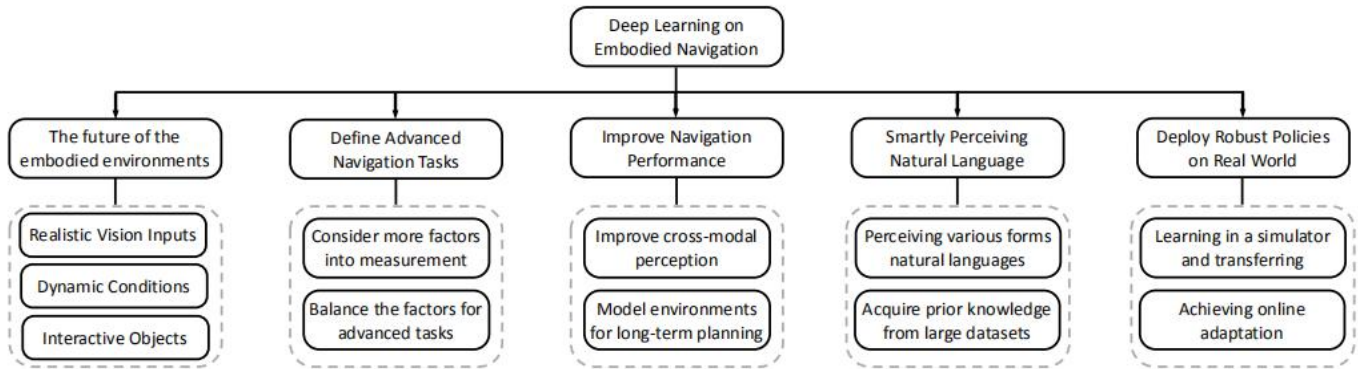 Deep Learning on
Embodied Navigation
The future of the
embodied environments
Define Advanced
Navigation Tasks
Improve Navigation
Performance
Smartly Perceiving
Natural Language
Deploy Robust Policies
on Real World
Realistic Vision Inputs
Dynamic Conditions
Interactive Objects
Consider more factors
into measurement
Balance the factors for
advanced tasks
Improve cross-modal
perception
Model environments
for long-term planning
Perceiving various forms
natural languages
Acquire prior knowledge
from large datasets
Learning in a simulator
and transferring
Achieving online
adaptation